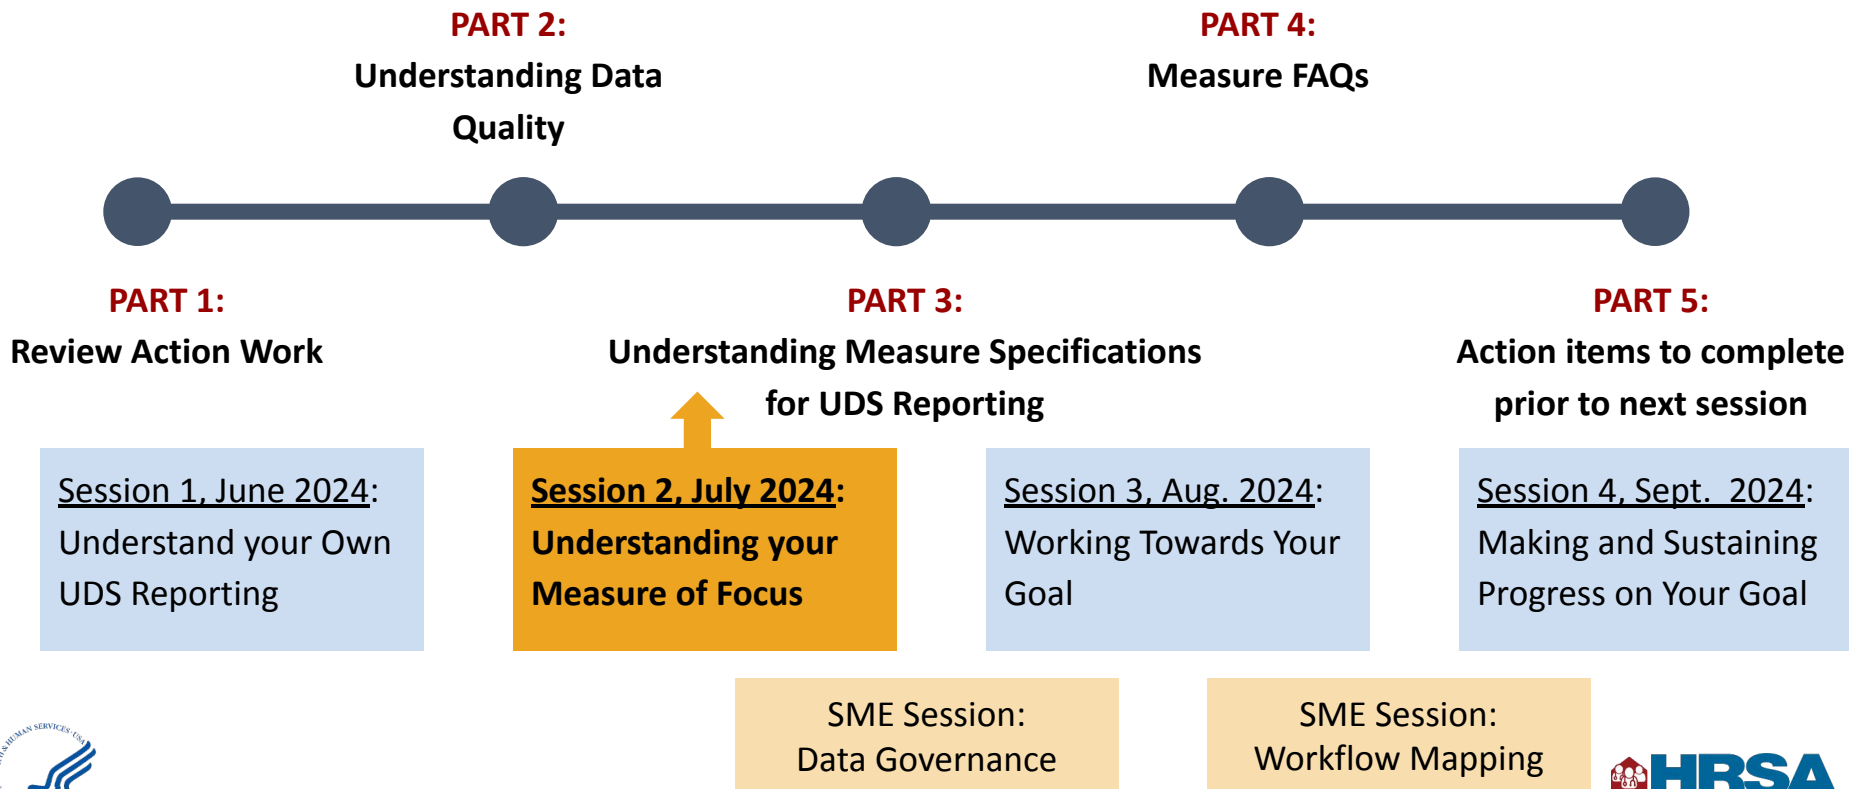 PART 2:
Understanding Data
Quality
PART 4:
Measure FAQs
PART 1:
Review Action Work
PART 3:
Understanding Measure Specifications
for UDS Reporting
PART 5:
Action items to complete
prior to next session
Session 1, June 2024:
Understand your Own
UDS Reporting
Session 2, July 2024:
Understanding your
Measure of Focus
Session 3, Aug. 2024:
Working Towards Your
Goal
Session 4, Sept. 2024:
Making and Sustaining
Progress on Your Goal
SME Session:
Data Governance
SME Session:
Workflow Mapping
& HUMAN SERVICES · USA
HRSA